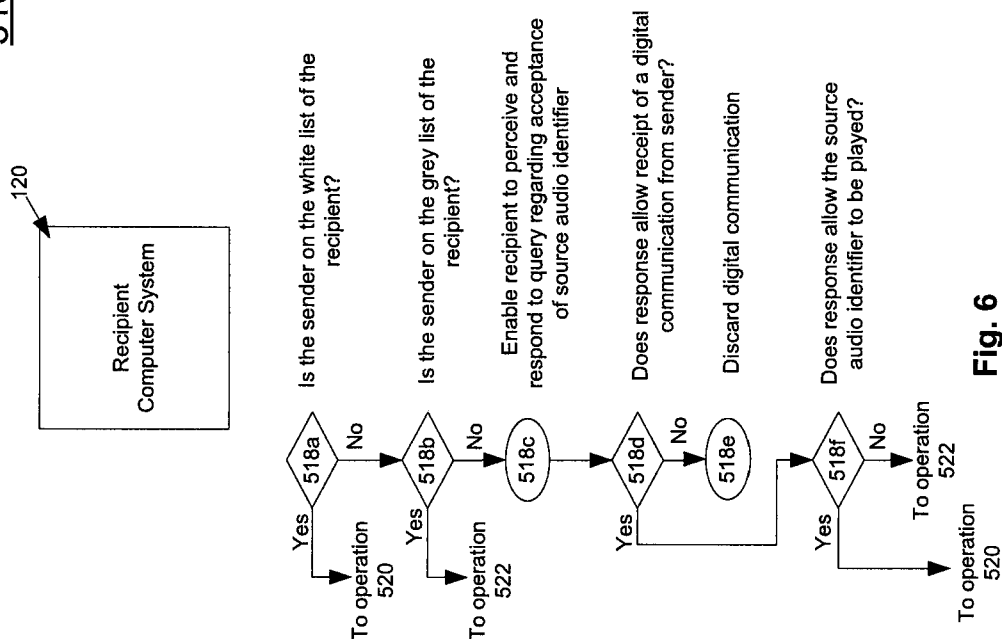 120
Recipient
Computer System
518a
Is the sender on the white list of the
recipient?
Yes
No
To operation
520
518b
Is the sender on the grey list of the
recipient?
Yes
No
To operation
522
518c
Enable recipient to perceive and
respond to query regarding acceptance
of source audio identifier
518d
Does response allow receipt of a digital
communication from sender?
Yes
No
518e
Discard digital communication
518f
Does response allow the source
audio identifier to be played?
Yes
No
To operation
522
To operation
520
Fig. 6